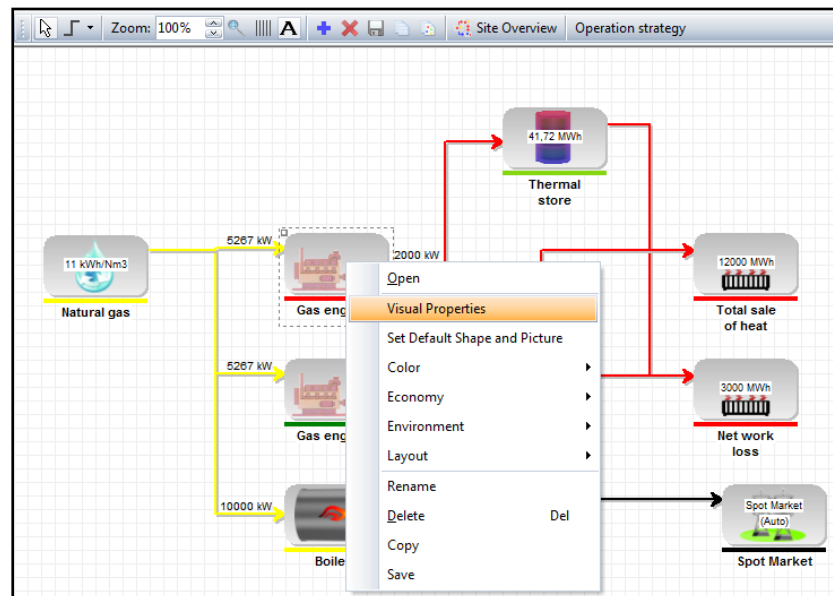 Zoom: 100% A Site Overview Operation strategy
41,72 MWh
Thermal
store
5267 kW
2000 kW
11 kWh/Nm3
Natural gas
Gas eng
12000 MWh
Total sale
of heat
Open
Visual Properties
Set Default Shape and Picture
Color
Economy
Environment
Layout
Rename
Delete Del
Copy
Save
5267 kW
Gas eng
3000 MWh
Net work
loss
10000 kW
Boile
Spot Market
(Auto)
Spot Market